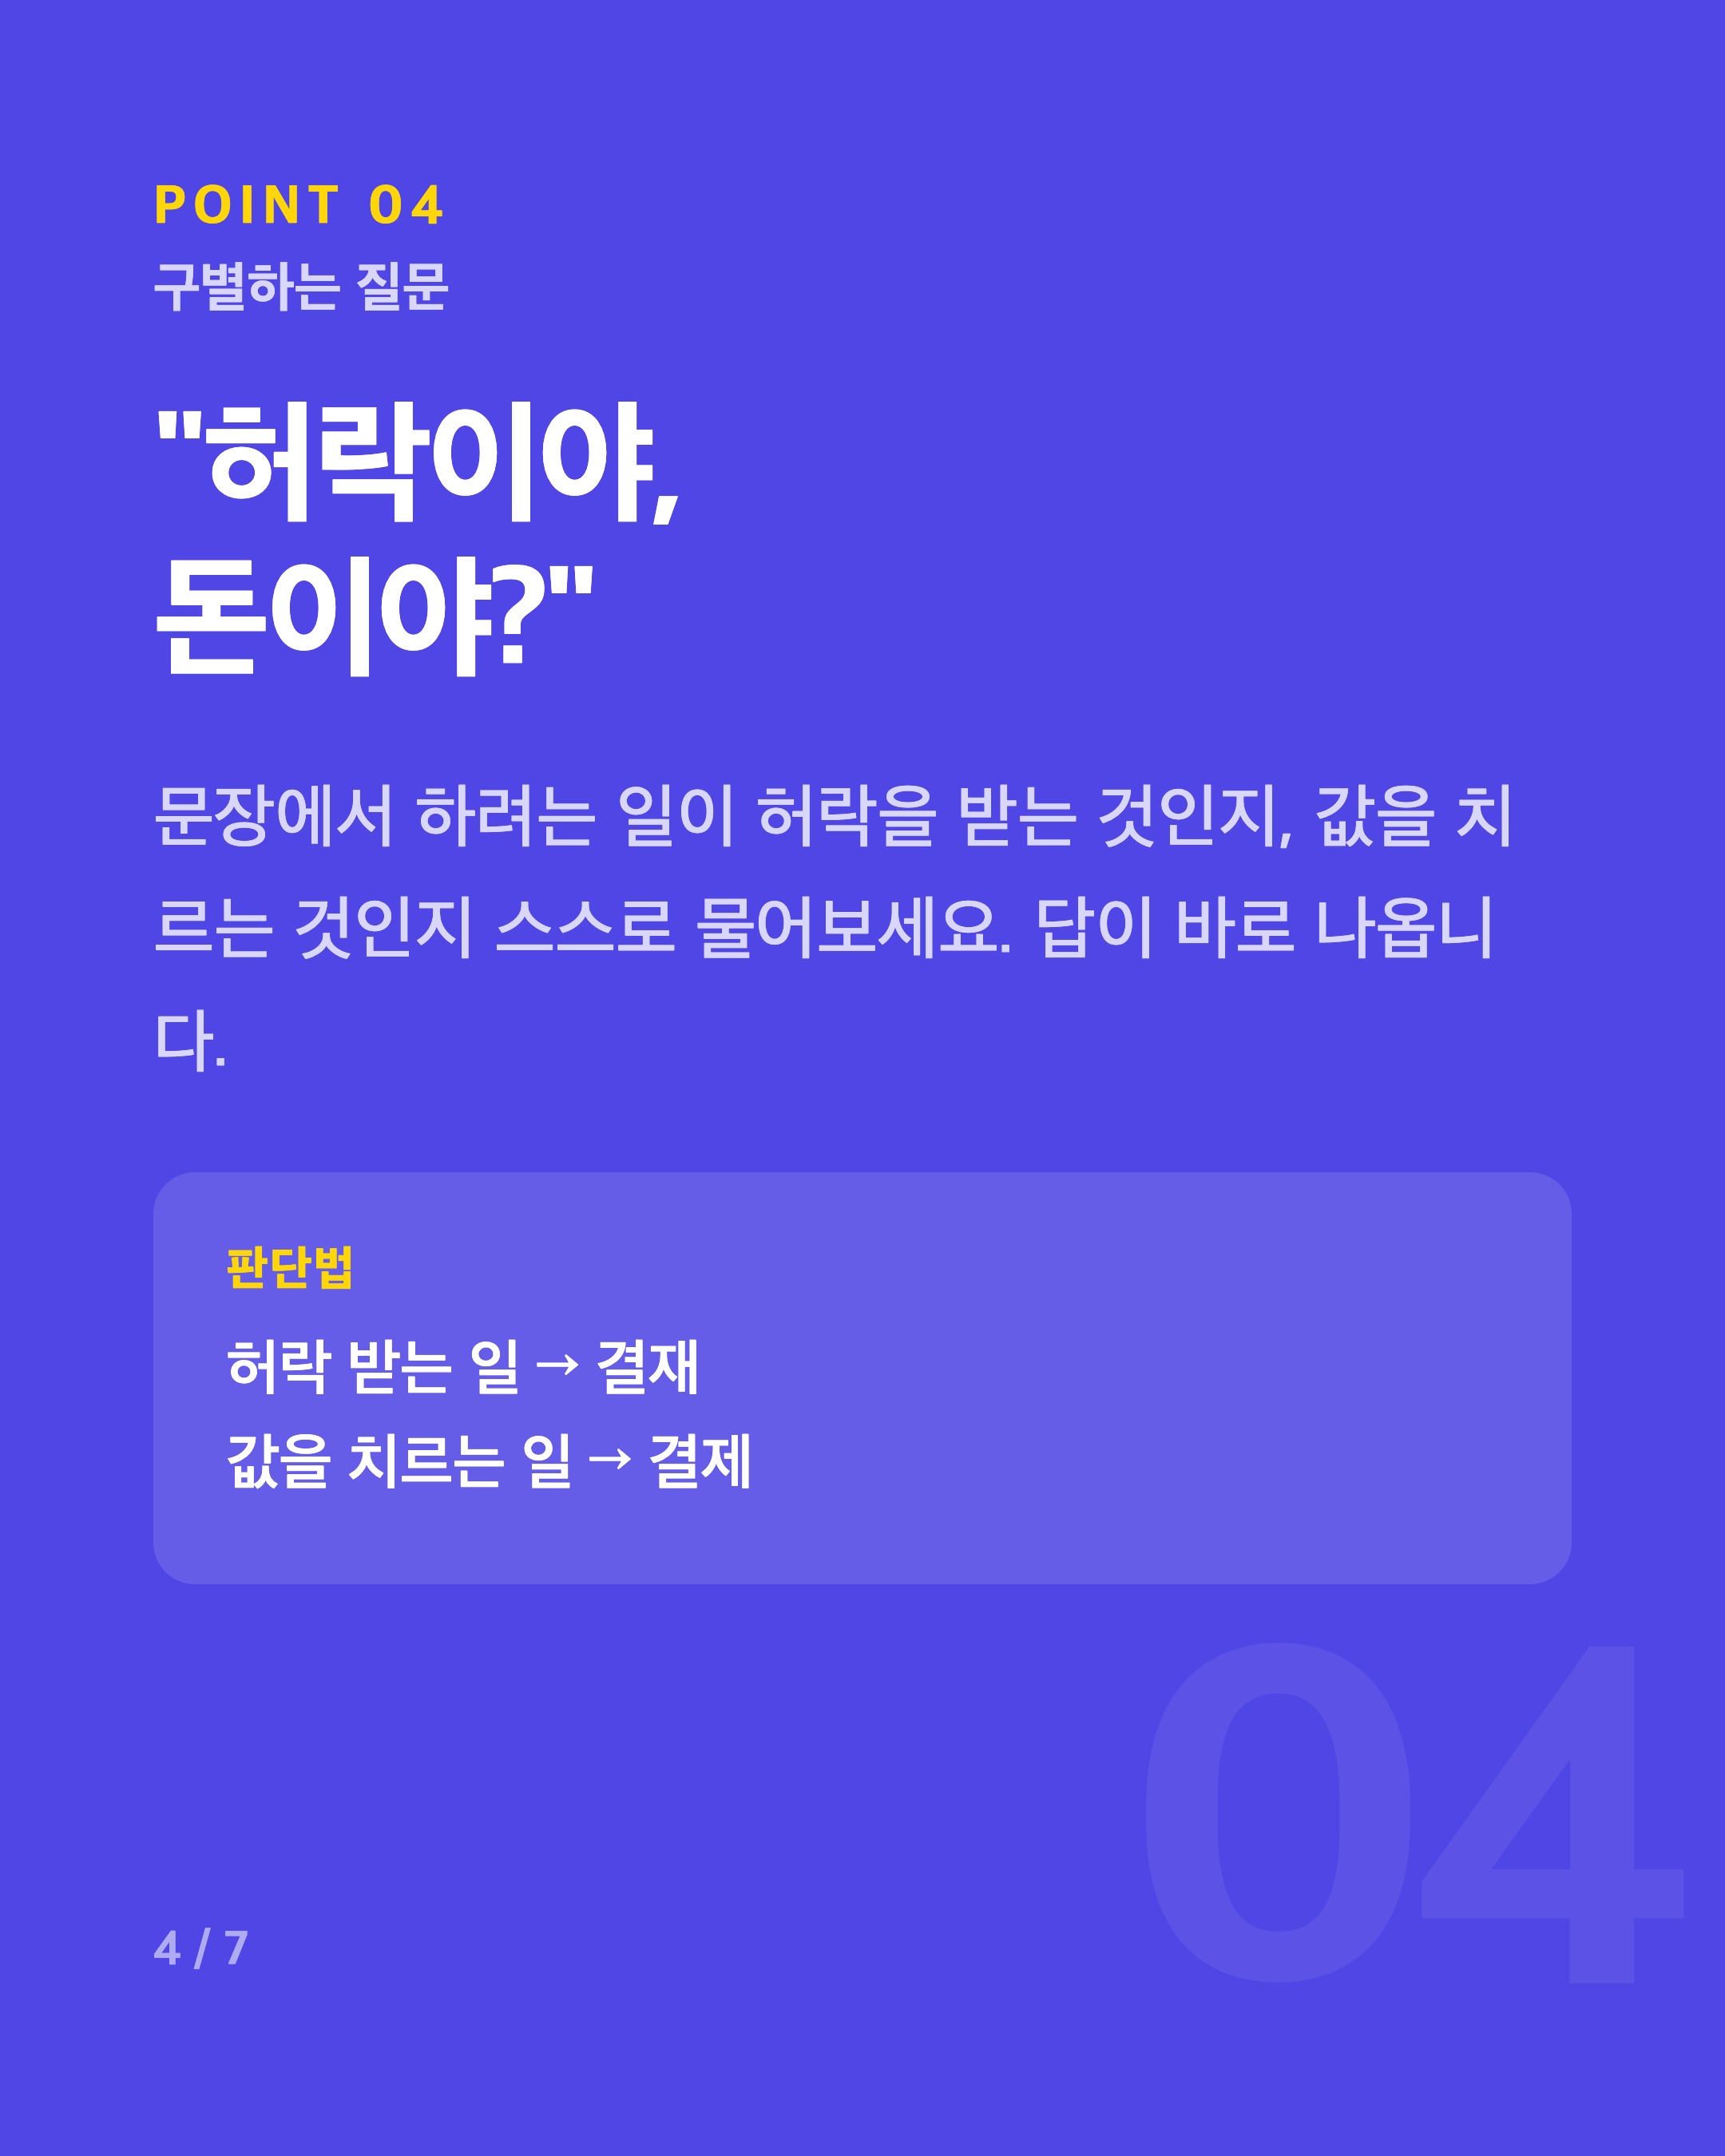 POINT 04
구별하는 질문
"허락이야,
돈이야?"
문장에서 하려는 일이 허락을 받는 것인지, 값을 치
르는 것인지 스스로 물어보세요. 답이 바로 나옵니
다.
판단법
허락 받는 일 → 결재
값을 치르는 일 → 결제
04
4 / 7